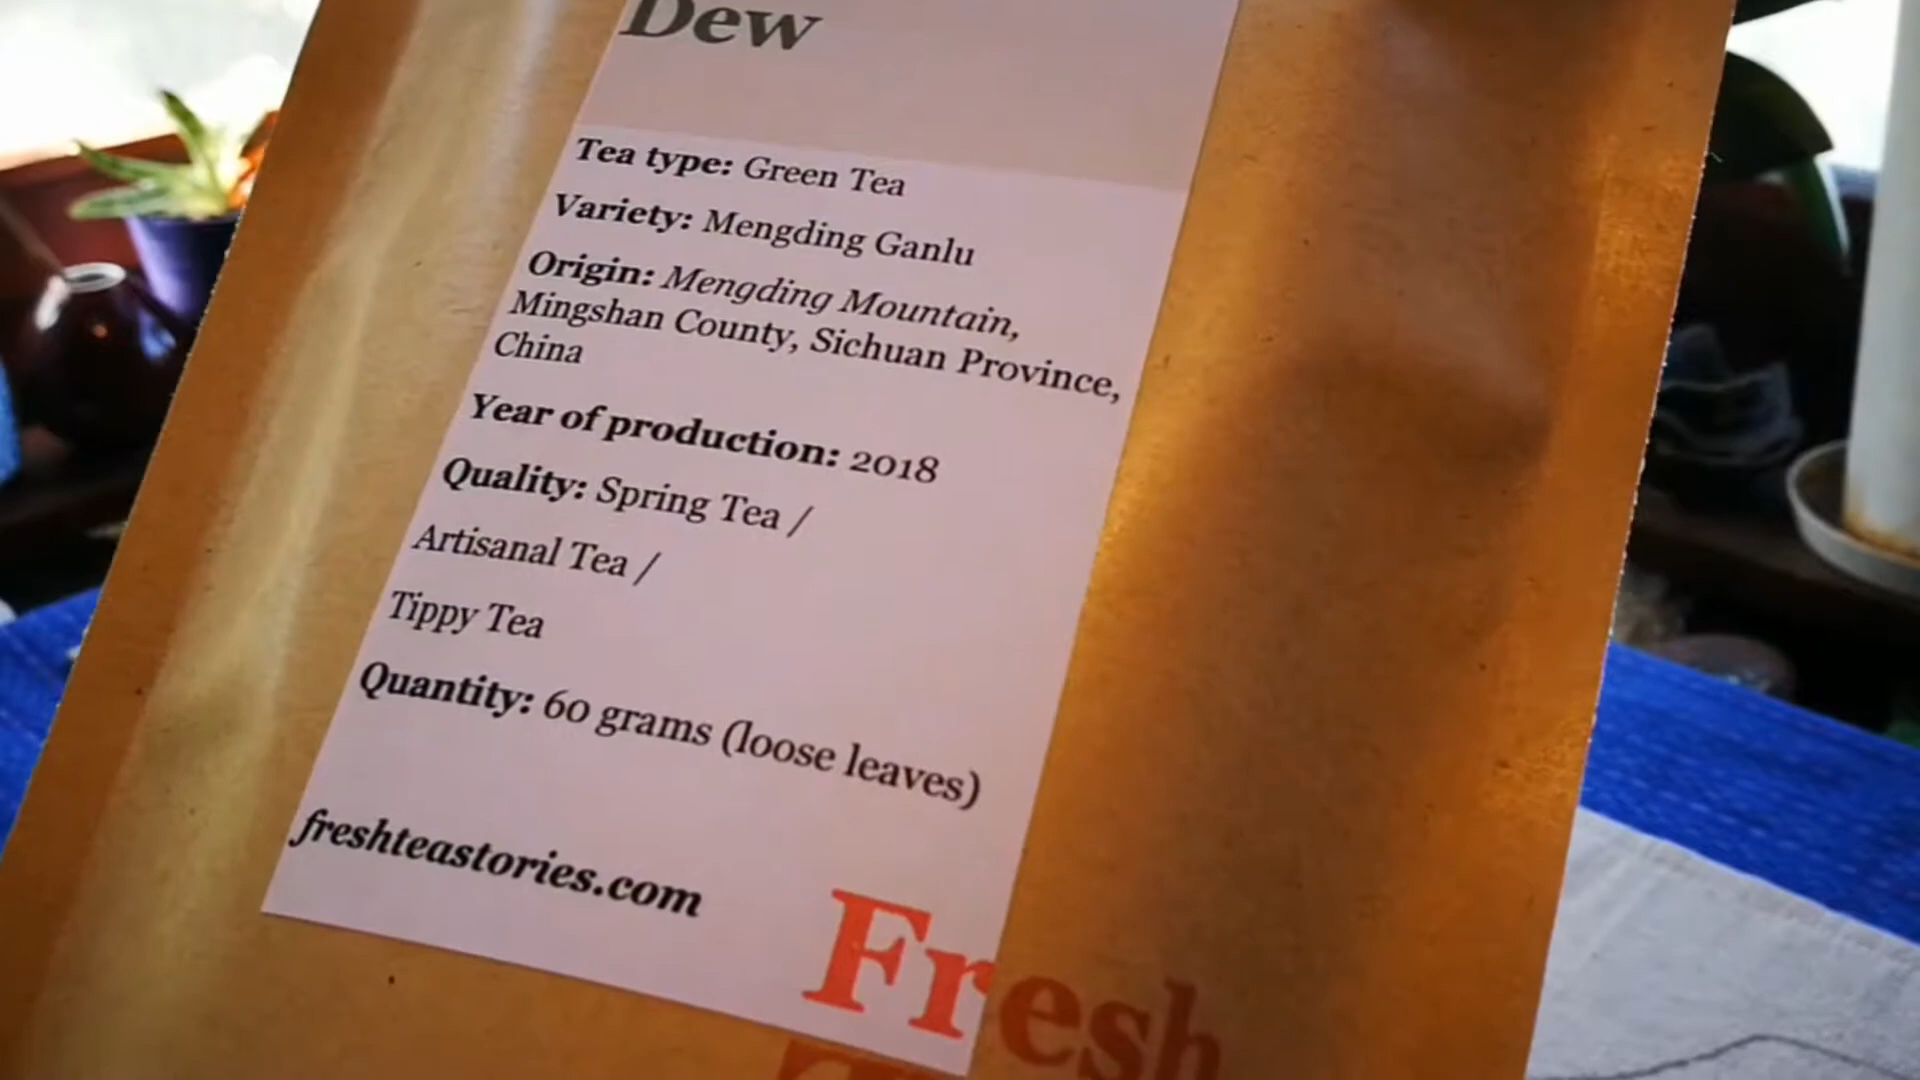 Dew
Tea type: Green Tea
Variety: Mengding Ganlu
Origin: Mengding Mountain,
Mingshan County, Sichuan Province,
China
Year of production: 2018
Quality: Spring Tea /
Artisanal Tea /
Tippy Tea
Quantity: 60 grams (loose leaves)
freshteastories.com
Fresh